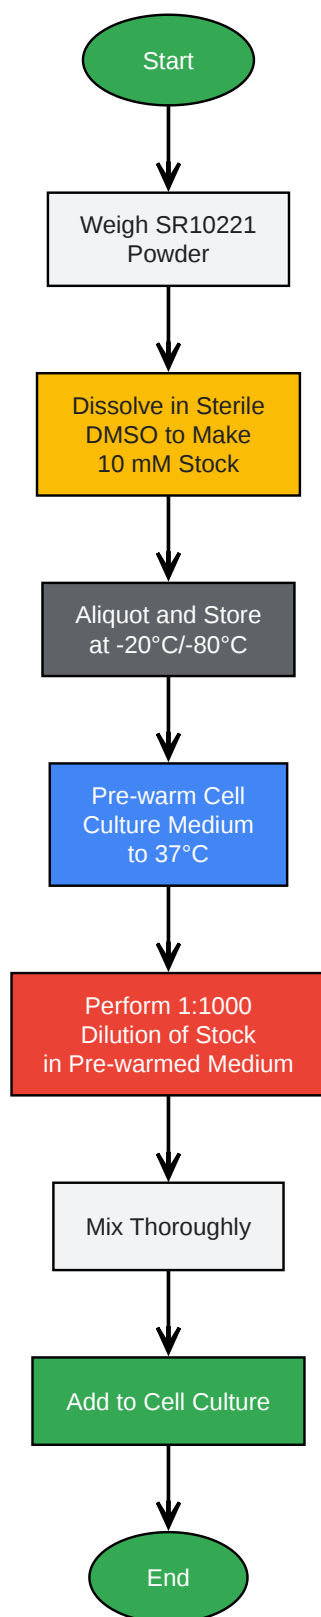 Start
Weigh SR10221
Powder
Dissolve in Sterile
DMSO to Make
10 mM Stock
Aliquot and Store
at -20°C/-80°C
Pre-warm Cell
Culture Medium
to 37°C
Perform 1:1000
Dilution of Stock
in Pre-warmed Medium
Mix Thoroughly
Add to Cell Culture
End